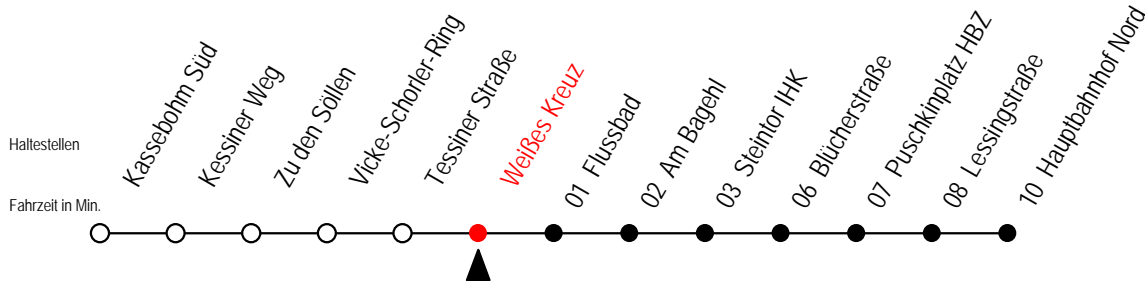 Haltestellen
Fahrzeit in Min.
Kassebohm Süd
Kessiner Weg
Zu den Söllen
Vicke-Schorler-Ring
Tessiner Straße
Weißes Kreuz
01 Flussbad
02 Am Bagehl
03 Steintor IHK
06 Blücherstraße
07 Puschkinplatz HBZ
08 Lessingstraße
10 Hauptbahnhof Nord